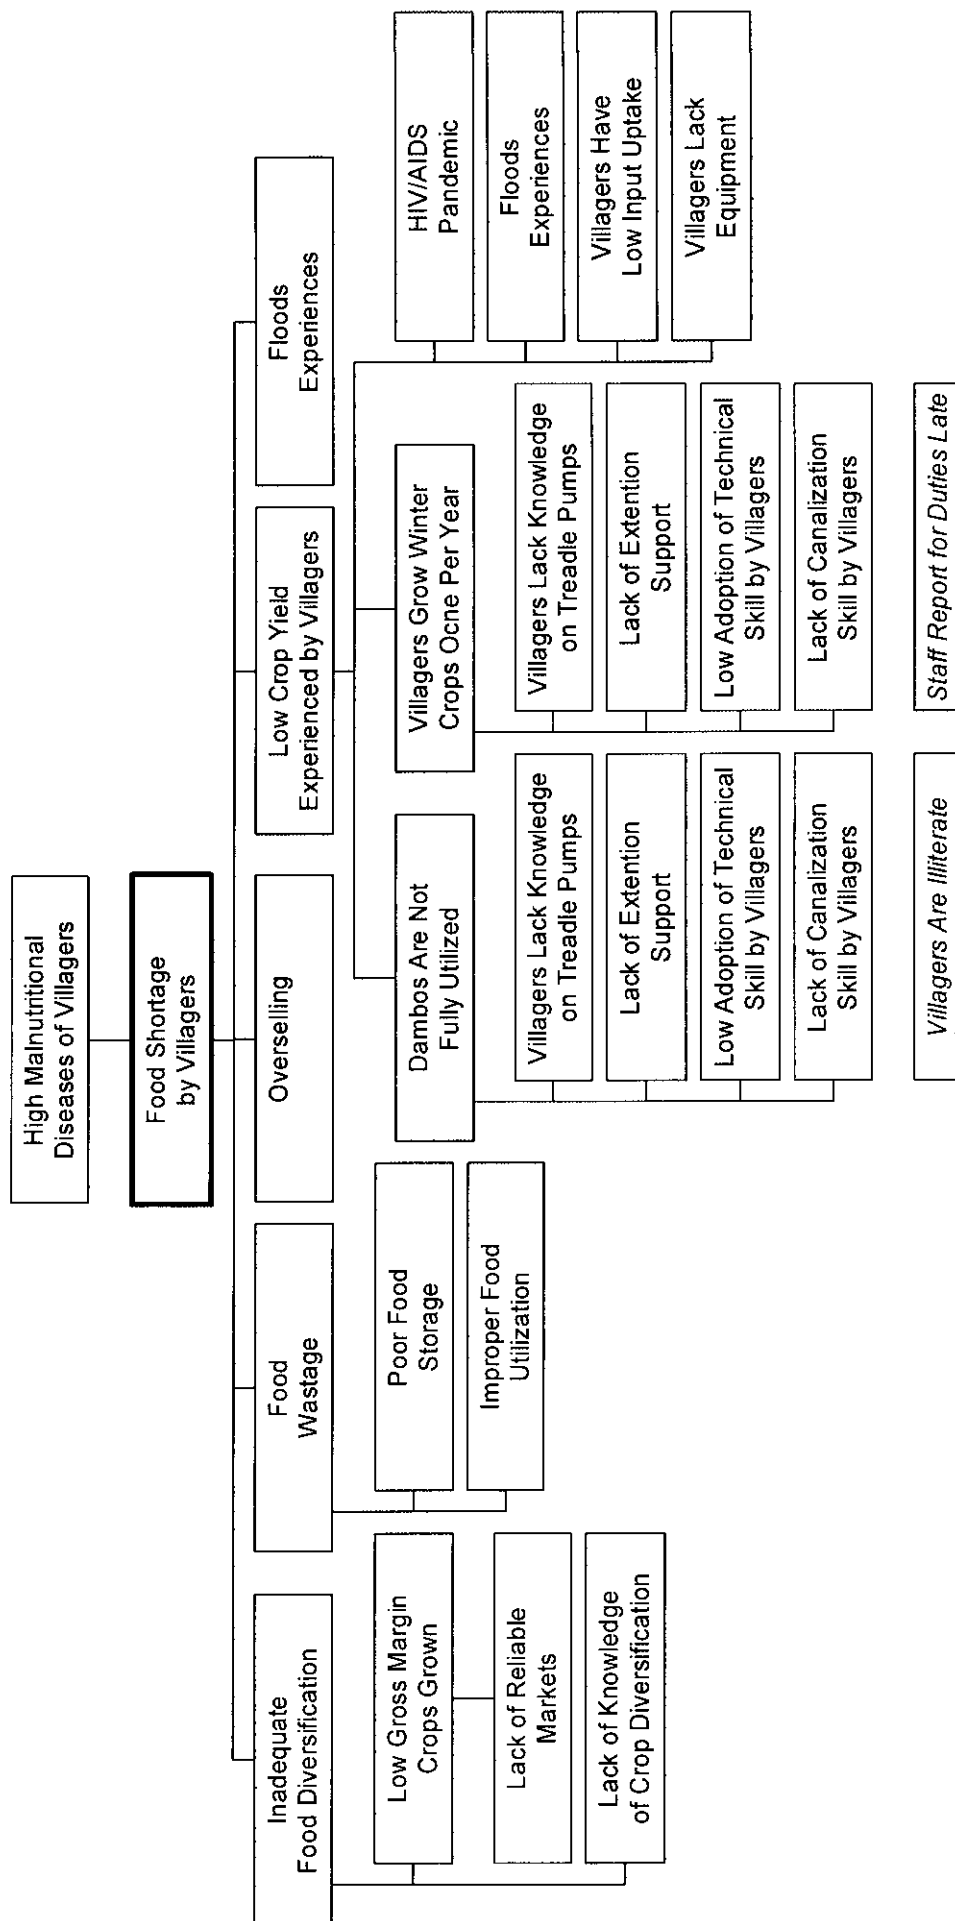 High Malnutritional
Diseases of Villagers
Food Shortage
by Villagers
Inadequate
Food Diversification
Food
Wastage
Overselling
Low Crop Yield
Experienced by Villagers
Floods
Experiences
Low Gross Margin
Crops Grown
Lack of Reliable
Markets
Lack of Knowledge
of Crop Diversification
Poor Food
Storage
Improper Food
Utilization
Dambos Are Not
Fully Utilized
Villagers Lack Knowledge
on Treadle Pumps
Lack of Extention
Support
Low Adoption of Technical
Skill by Villagers
Lack of Canalization
Skill by Villagers
Villagers Are Illiterate
Villagers Grow Winter
Crops Ocne Per Year
Villagers Lack Knowledge
on Treadle Pumps
Lack of Extention
Support
Low Adoption of Technical
Skill by Villagers
Lack of Canalization
Skill by Villagers
Staff Report for Duties Late
HIV/AIDS
Pandemic
Floods
Experiences
Villagers Have
Low Input Uptake
Villagers Lack
Equipment